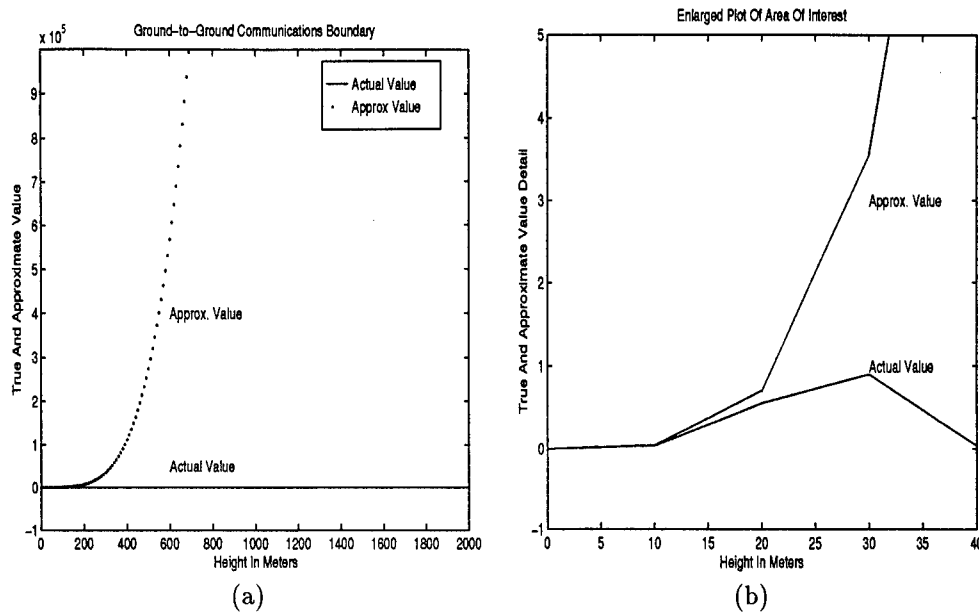 Ground-to-Ground Communications Boundary
x 10^5
9
8
7
6
5
4
3
2
1
0
-1
True And Approximate Value
Actual Value
Approx Value
Approx. Value
Actual Value
0 200 400 600 800 1000 1200 1400 1600 1800 2000
Height In Meters
(a)
Enlarged Plot Of Area Of Interest
5
4
3
2
1
0
-1
True And Approximate Value Detail
Approx. Value
Actual Value
0 5 10 15 20 25 30 35 40
Height In Meters
(b)